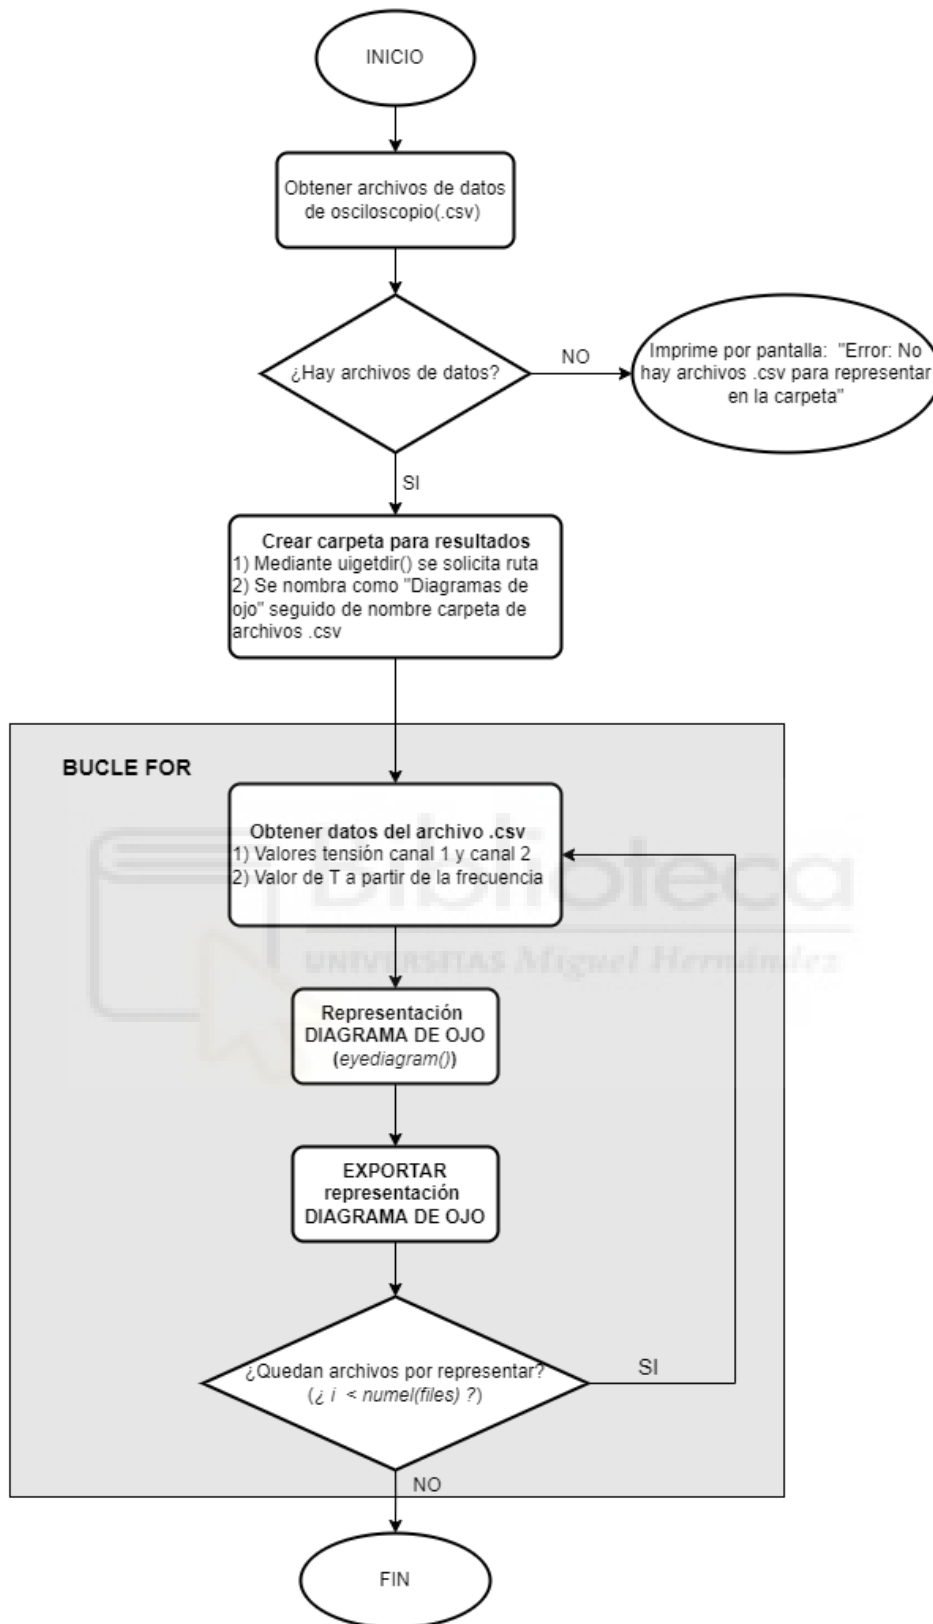 INICIO
Obtener archivos de datos
de osciloscopio(.csv)
¿Hay archivos de datos?
NO
Imprime por pantalla: "Error: No
hay archivos .csv para representar
en la carpeta"
SI
Crear carpeta para resultados
1) Mediante uigetdir() se solicita ruta
2) Se nombra como "Diagramas de
ojo" seguido de nombre carpeta de
archivos .csv
BUCLE FOR
Obtener datos del archivo .csv
1) Valores tensión canal 1 y canal 2
2) Valor de T a partir de la frecuencia
Biblioteca
UNIVERSITAS Miguel Hernández
Representación
DIAGRAMA DE OJO
(eyediagram())
EXPORTAR
representación
DIAGRAMA DE OJO
¿Quedan archivos por representar?
(¿ i < numel(files) ?)
SI
NO
FIN